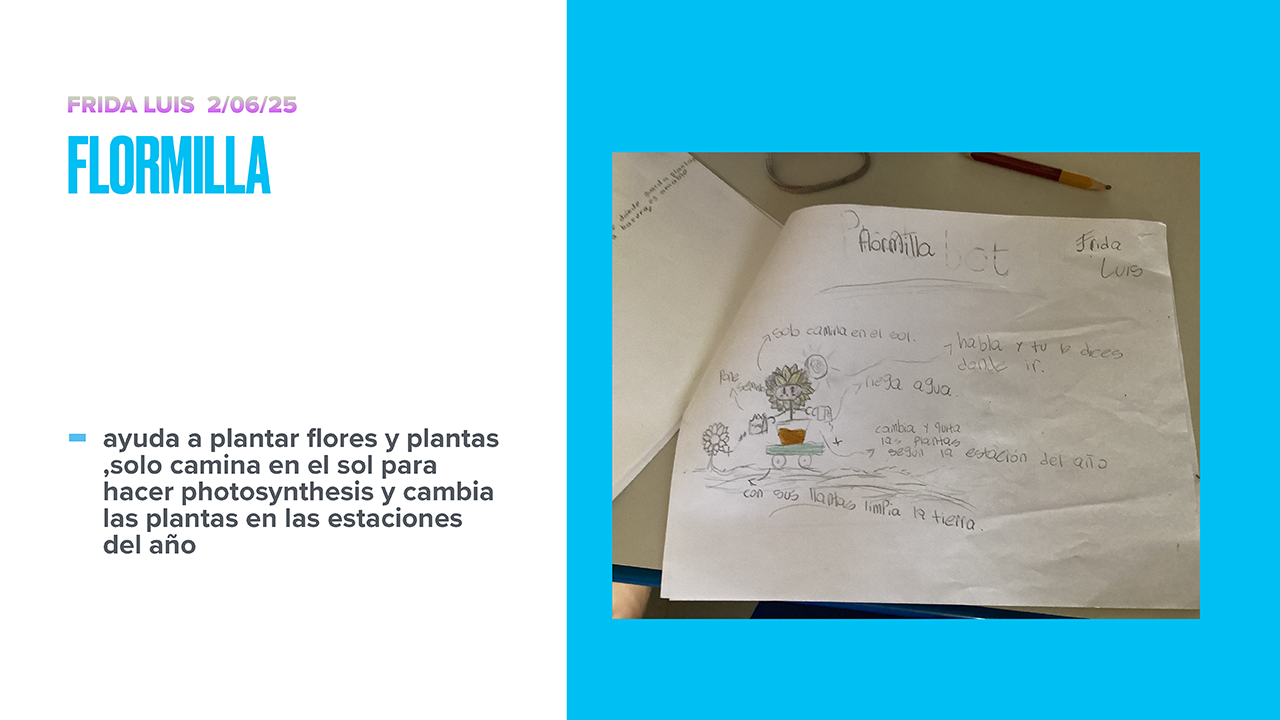 FRIDA LUIS 2/06/25
FLORMILLA
ayuda a plantar flores y plantas
,solo camina en el sol para
hacer photosynthesis y cambia
las plantas en las estaciones
del año
Flormilla bot
Frida
Luis
solo camina en el sol.
habla y tu le dices
donde ir.
Pone
riega agua.
cambia y quita
las plantas
según la estación del año
con sus llantas limpia la tierra.